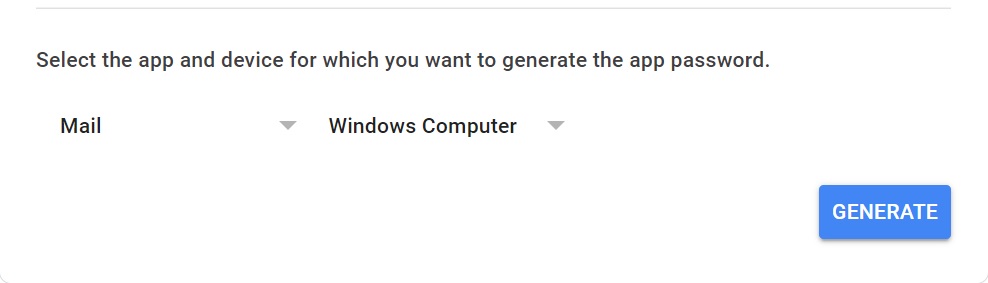 Select the app and device for which you want to generate the app password.
Mail Windows Computer
GENERATE